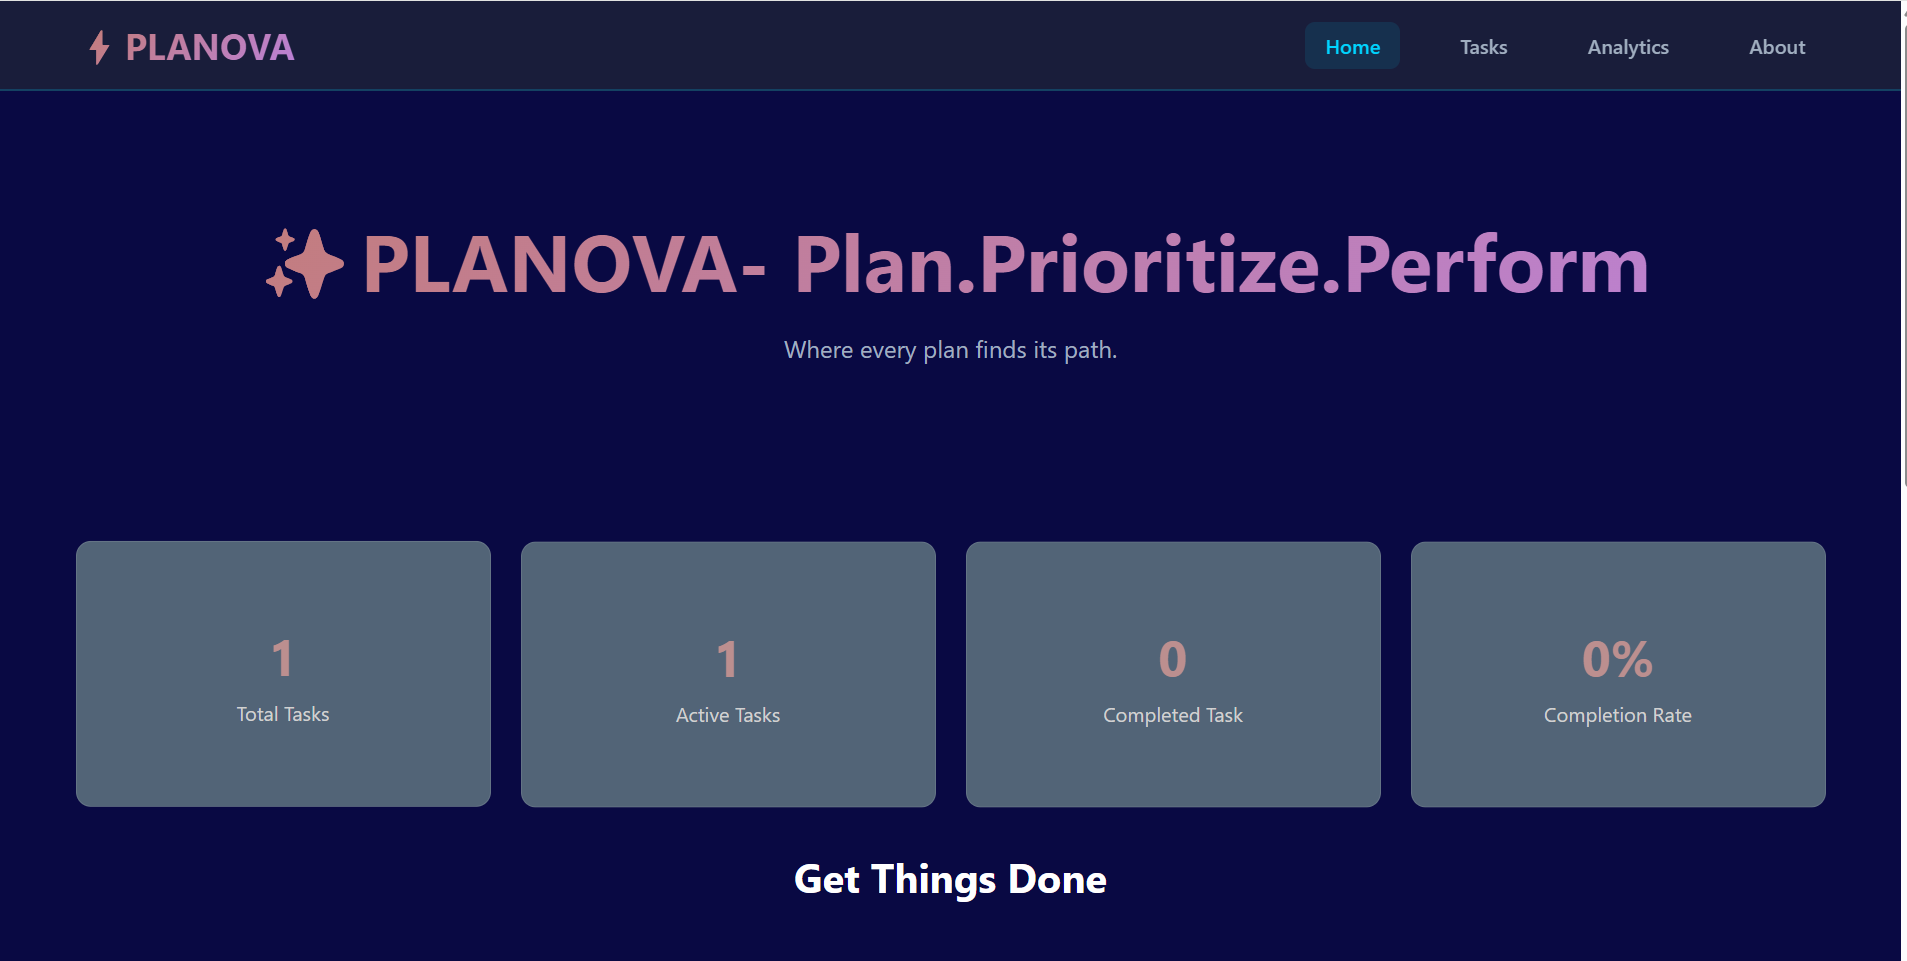 PLANOVA
Home Tasks Analytics About
PLANOVA- Plan.Prioritize.Perform
Where every plan finds its path.
1
Total Tasks
1
Active Tasks
0
Completed Task
0%
Completion Rate
Get Things Done